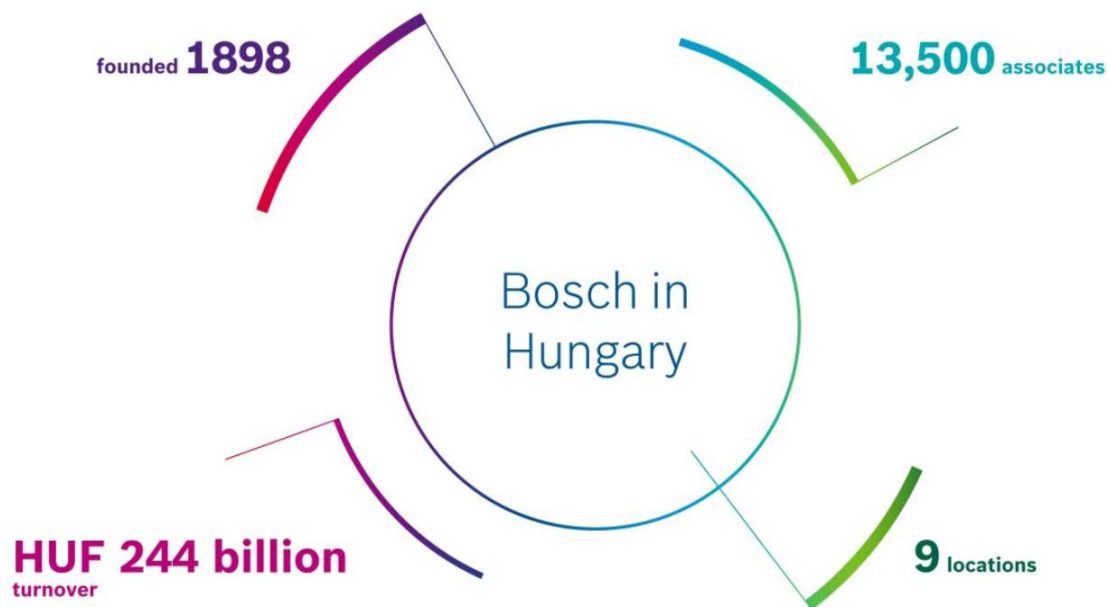 founded 1898
13,500 associates
Bosch in
Hungary
HUF 244 billion
turnover
9 locations